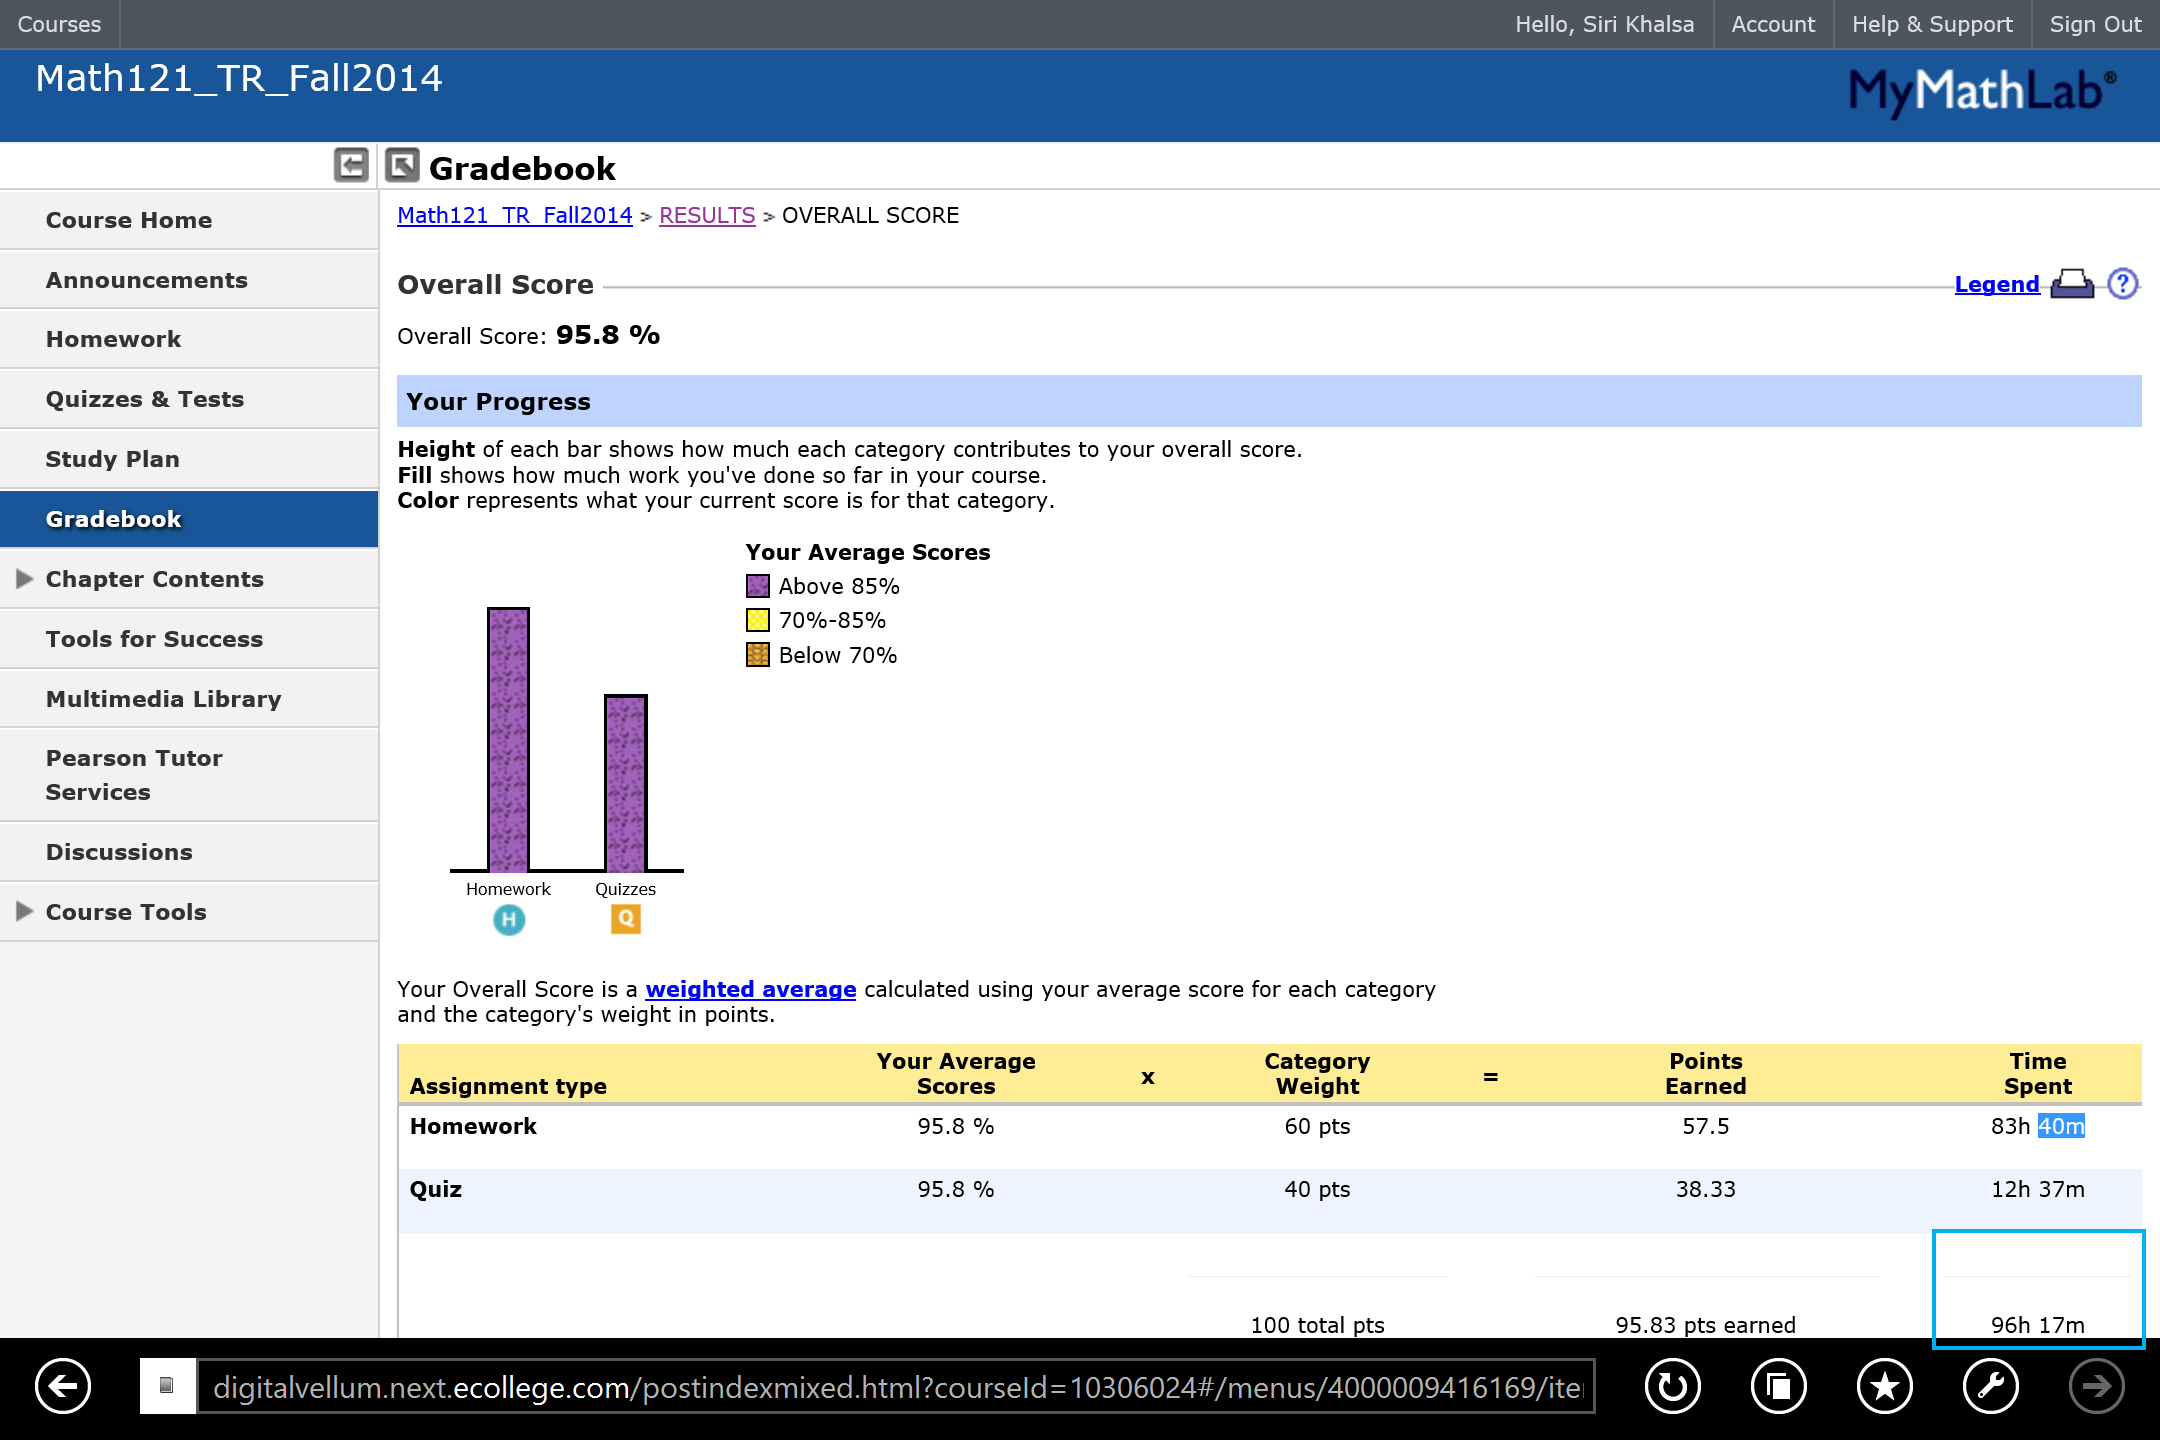 Courses
Hello, Siri Khalsa
Account
Help & Support
Sign Out
Math121_TR_Fall2014
MyMathLab®
Gradebook
Course Home
Announcements
Homework
Quizzes & Tests
Study Plan
Gradebook
Chapter Contents
Tools for Success
Multimedia Library
Pearson Tutor
Services
Discussions
Course Tools
Math121_TR_Fall2014 > RESULTS > OVERALL SCORE
Overall Score
Legend
?
Overall Score: 95.8 %
Your Progress
Height of each bar shows how much each category contributes to your overall score.
Fill shows how much work you've done so far in your course.
Color represents what your current score is for that category.
Your Average Scores
Above 85%
70%-85%
Below 70%
Homework Quizzes
H Q
Your Overall Score is a weighted average calculated using your average score for each category
and the category's weight in points.
Assignment type Your Average Scores x Category Weight = Points Earned Time Spent
Homework 95.8 % 60 pts 57.5 83h 40m
Quiz 95.8 % 40 pts 38.33 12h 37m
100 total pts 95.83 pts earned 96h 17m
digitalvellum.next.ecollege.com/postindexmixed.html?courseId=10306024#/menus/4000009416169/ite